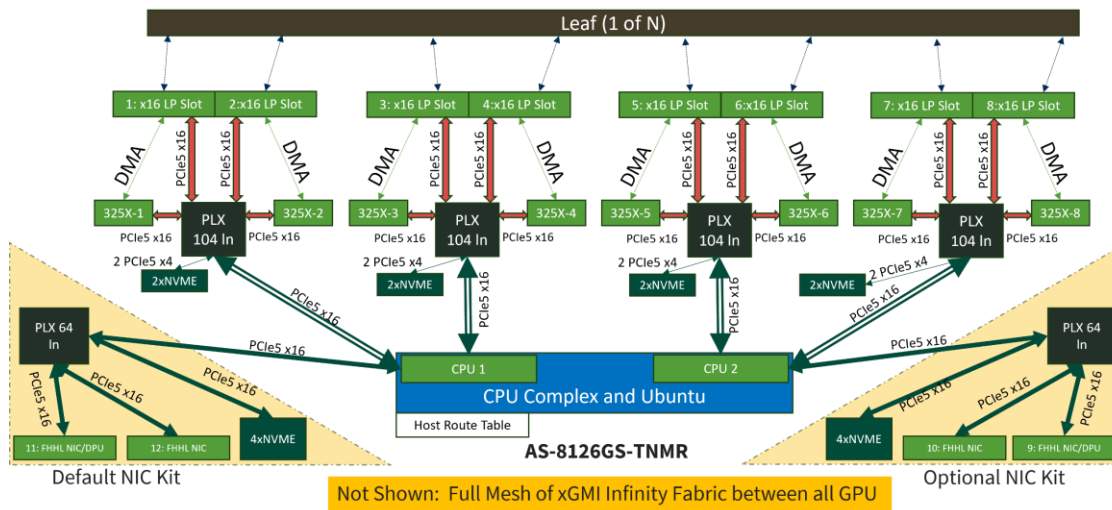 Leaf (1 of N)
1: x16 LP Slot
2:x16 LP Slot
3: x16 LP Slot
4:x16 LP Slot
5: x16 LP Slot
6:x16 LP Slot
7: x16 LP Slot
8:x16 LP Slot
DMA
PCIe5 x16
PCIe5 x16
DMA
DMA
PCIe5 x16
PCIe5 x16
DMA
DMA
PCIe5 x16
PCIe5 x16
DMA
DMA
PCIe5 x16
PCIe5 x16
DMA
325X-1
PLX
104 In
325X-2
325X-3
PLX
104 In
325X-4
325X-5
PLX
104 In
325X-6
325X-7
PLX
104 In
325X-8
PCIe5 x16
PCIe5 x16
PCIe5 x16
PCIe5 x16
PCIe5 x16
PCIe5 x16
PCIe5 x16
PCIe5 x16
2 PCIe5 x4
2xNVME
2 PCIe5 x4
2xNVME
2 PCIe5 x4
2xNVME
2 PCIe5 x4
2xNVME
PCIe5 x16
PCIe5 x16
PCIe5 x16
PCIe5 x16
PLX 64
In
PCIe5 x16
PCIe5 x16
PCIe5 x16
PCIe5 x16
CPU 1
CPU 2
CPU Complex and Ubuntu
Host Route Table
AS-8126GS-TNMR
PLX 64
In
PCIe5 x16
PCIe5 x16
PCIe5 x16
PCIe5 x16
11: FHHL NIC/DPU
12: FHHL NIC
4xNVME
4xNVME
10: FHHL NIC
9: FHHL NIC/DPU
Default NIC Kit
Optional NIC Kit
Not Shown: Full Mesh of xGMI Infinity Fabric between all GPU